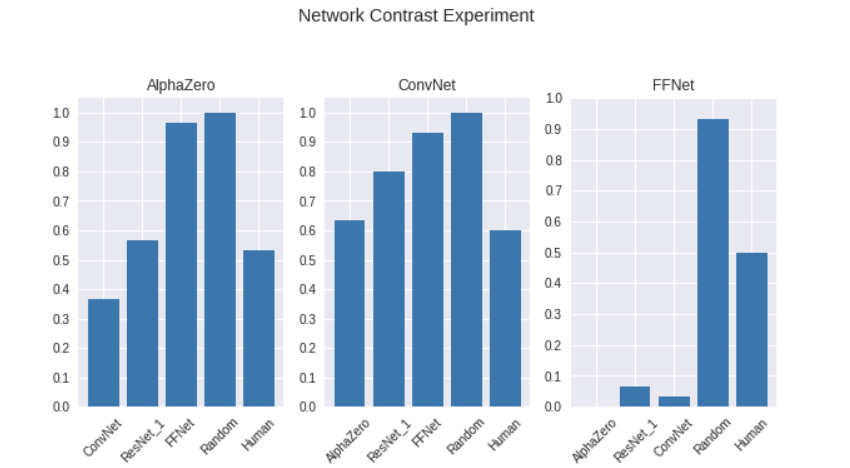 Network Contrast Experiment
AlphaZero
1.0
0.9
0.8
0.7
0.6
0.5
0.4
0.3
0.2
0.1
0.0
ConvNet
ResNet_1
FFNet
Random
Human
ConvNet
1.0
0.9
0.8
0.7
0.6
0.5
0.4
0.3
0.2
0.1
0.0
AlphaZero
ResNet_1
FFNet
Random
Human
FFNet
1.0
0.9
0.8
0.7
0.6
0.5
0.4
0.3
0.2
0.1
0.0
AlphaZero
ResNet_1
ConvNet
Random
Human